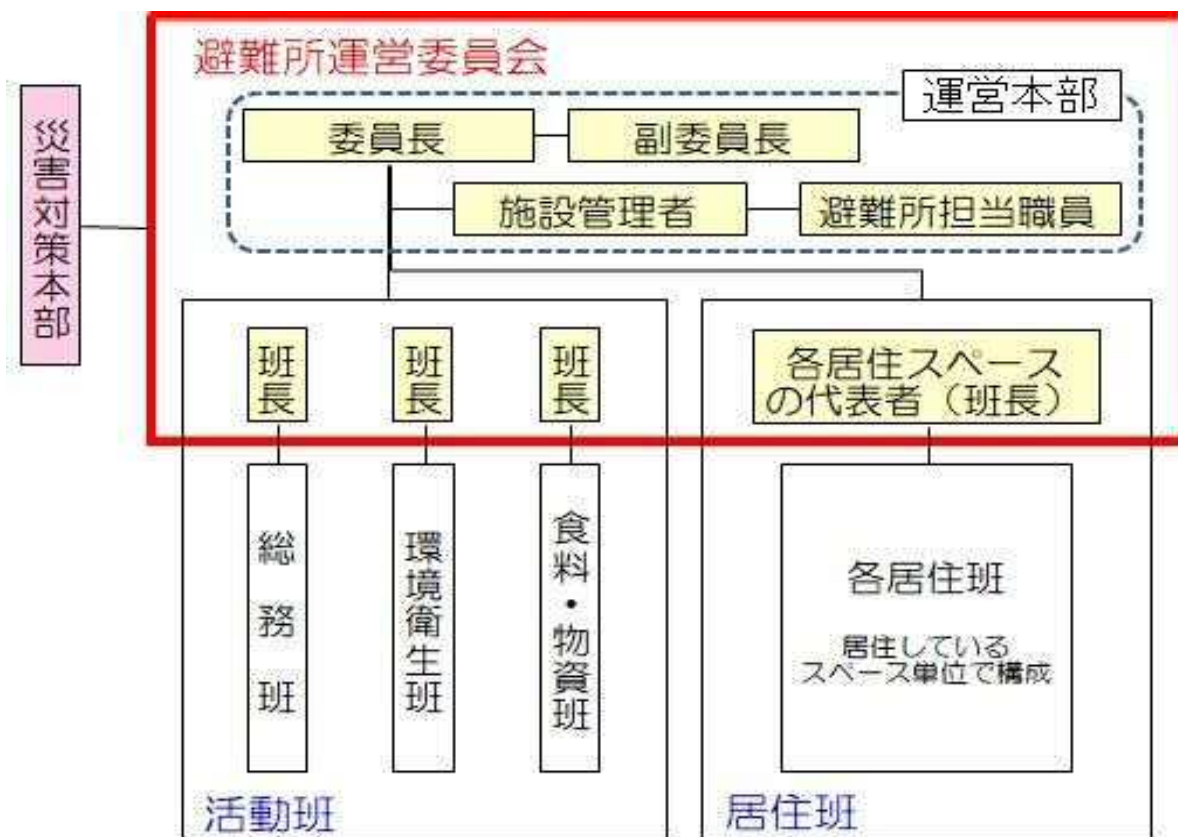 避難所運営委員会
運営本部
災害対策本部
委員長
副委員長
施設管理者
避難所担当職員
班長
班長
班長
各居住スペース
の代表者（班長）
総務班
環境衛生班
食料・物資班
各居住班
居住している
スペース単位で構成
活動班
居住班